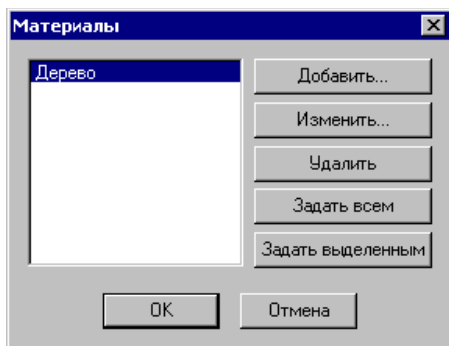 Материалы
Дерево
Добавить...
Изменить...
Удалить
Задать всем
Задать выделенным
OK
Отмена